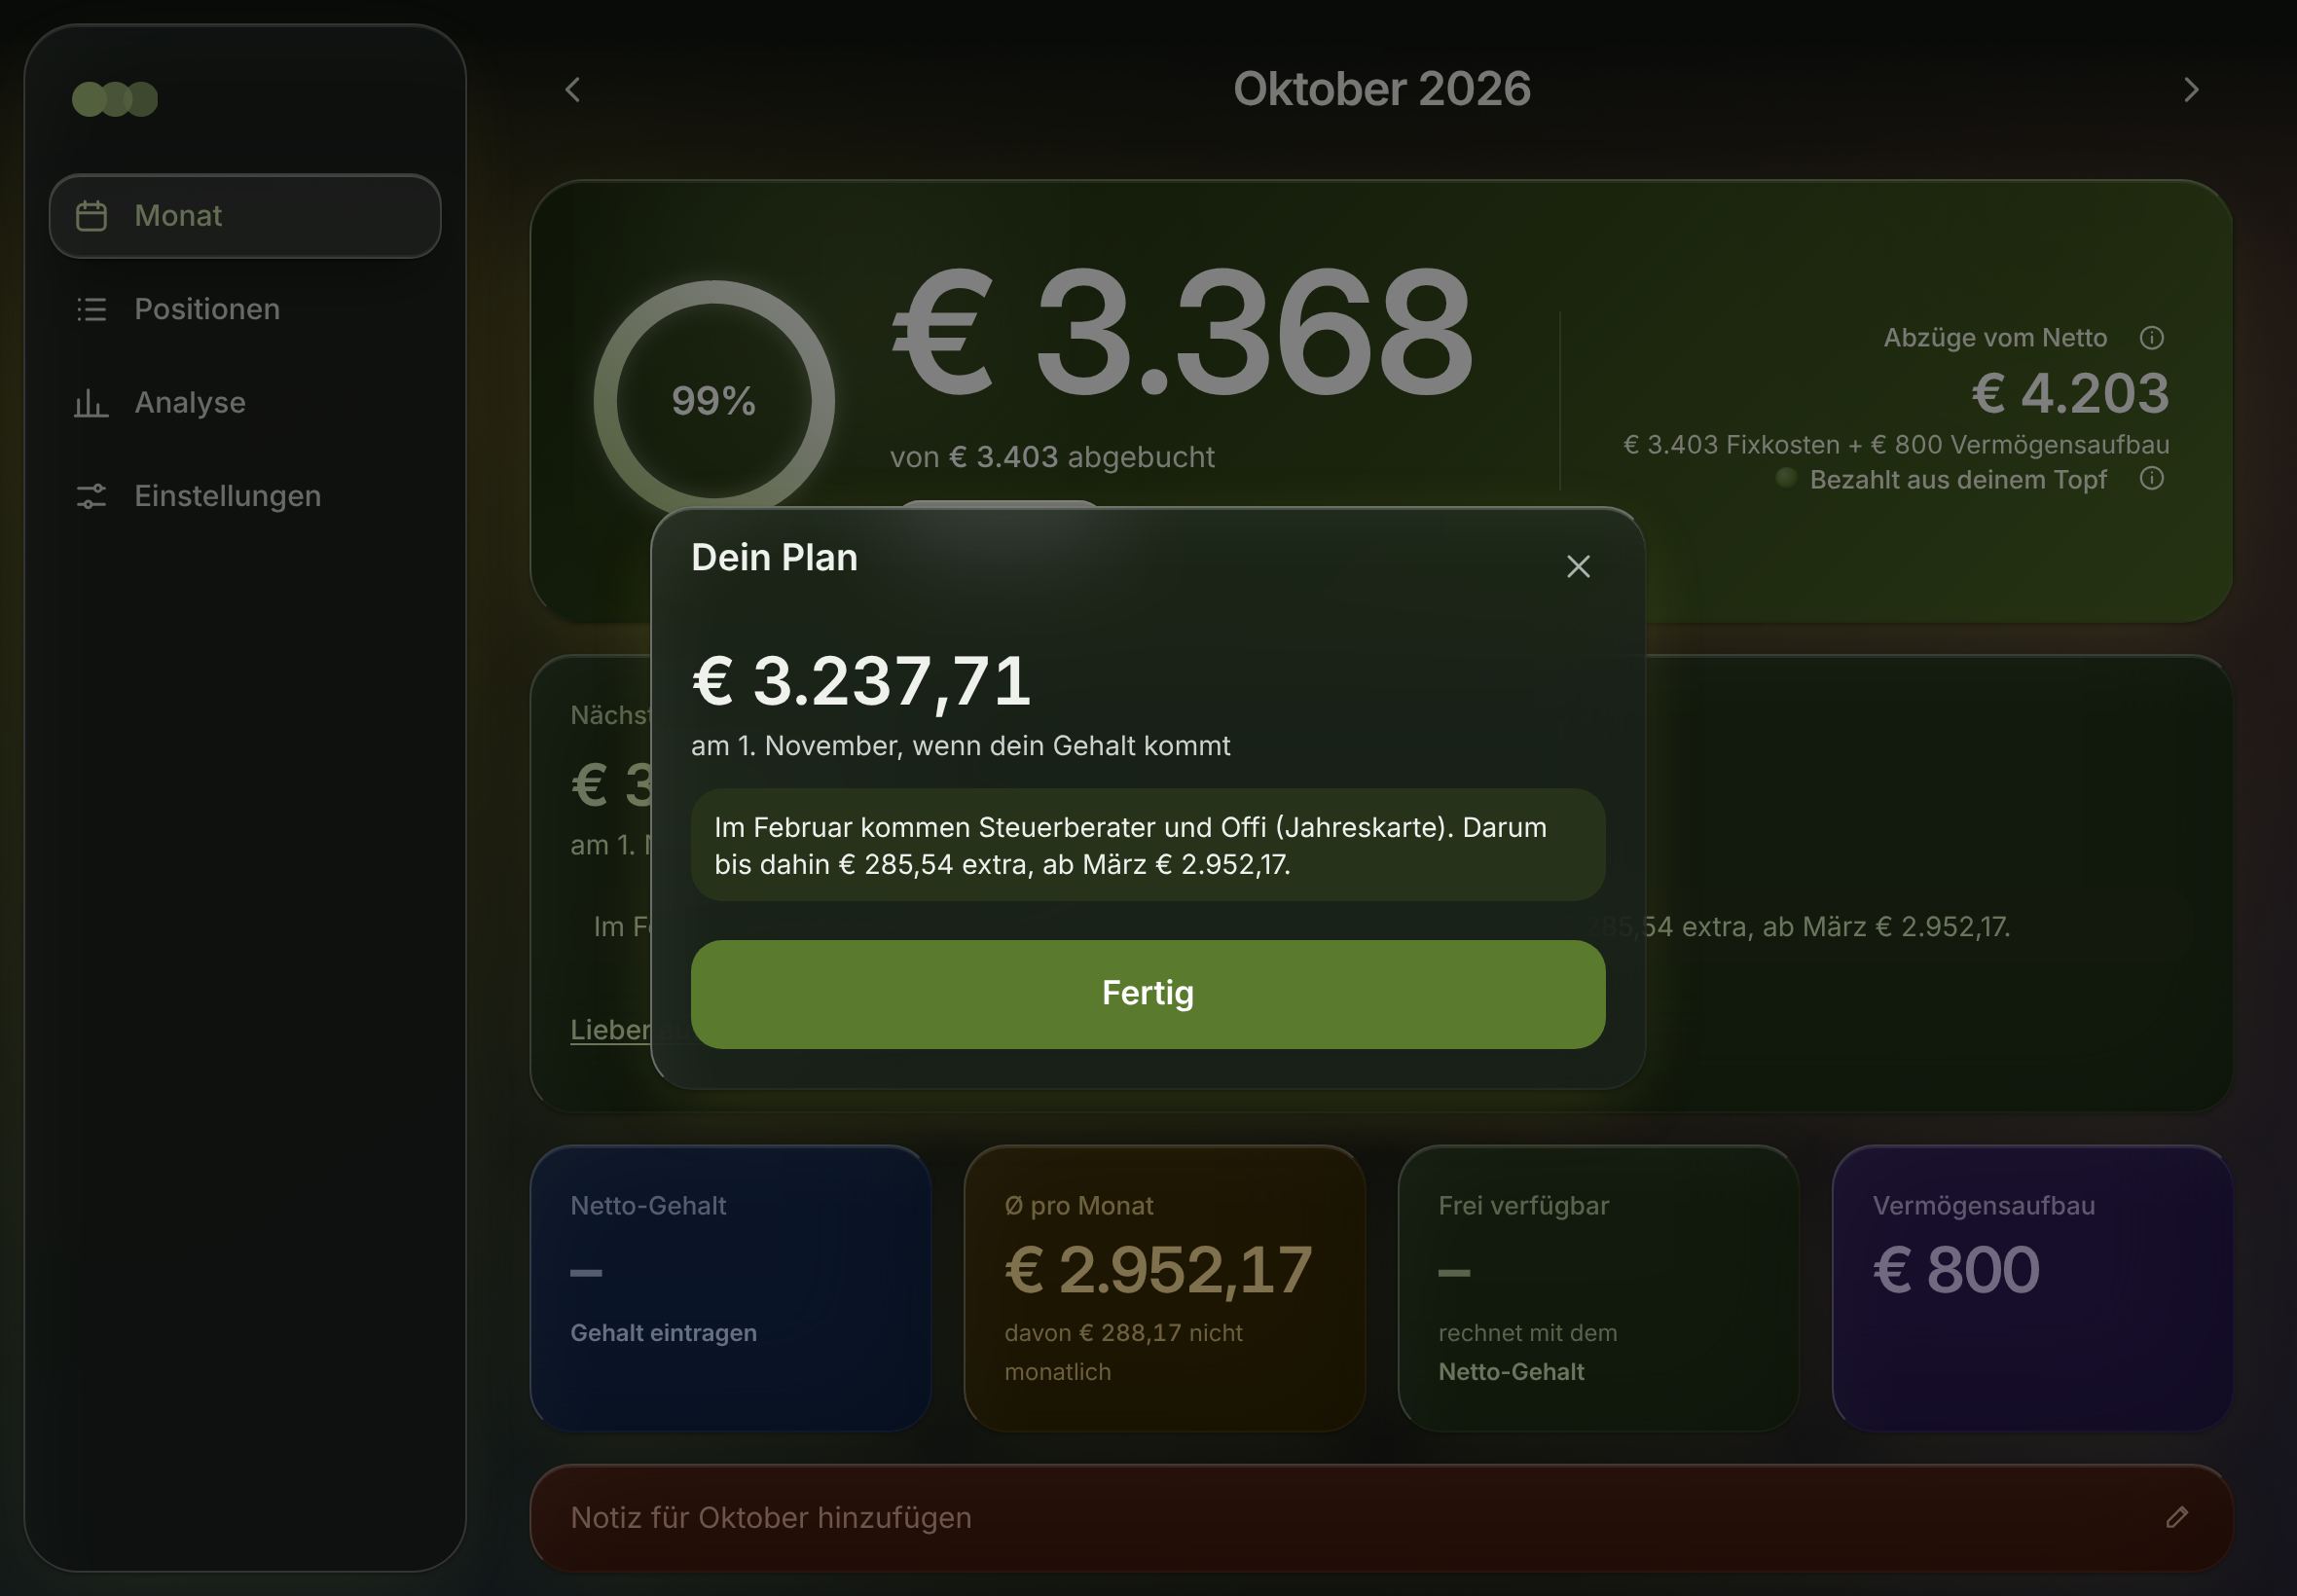 Oktober 2026
Monat
Positionen
Analyse
Einstellungen
99%
€ 3.368
von € 3.403 abgebucht
Abzüge vom Netto
€ 4.203
€ 3.403 Fixkosten + € 800 Vermögensaufbau
Bezahlt aus deinem Topf
Dein Plan
€ 3.237,71
am 1. November, wenn dein Gehalt kommt
Im Februar kommen Steuerberater und Offi (Jahreskarte). Darum
bis dahin € 285,54 extra, ab März € 2.952,17.
Fertig
€ 3
am 1.
Im
extra, ab März € 2.952,17.
Netto-Gehalt
–
Gehalt eintragen
Ø pro Monat
€ 2.952,17
davon € 288,17 nicht
monatlich
Frei verfügbar
–
rechnet mit dem
Netto-Gehalt
Vermögensaufbau
€ 800
Notiz für Oktober hinzufügen